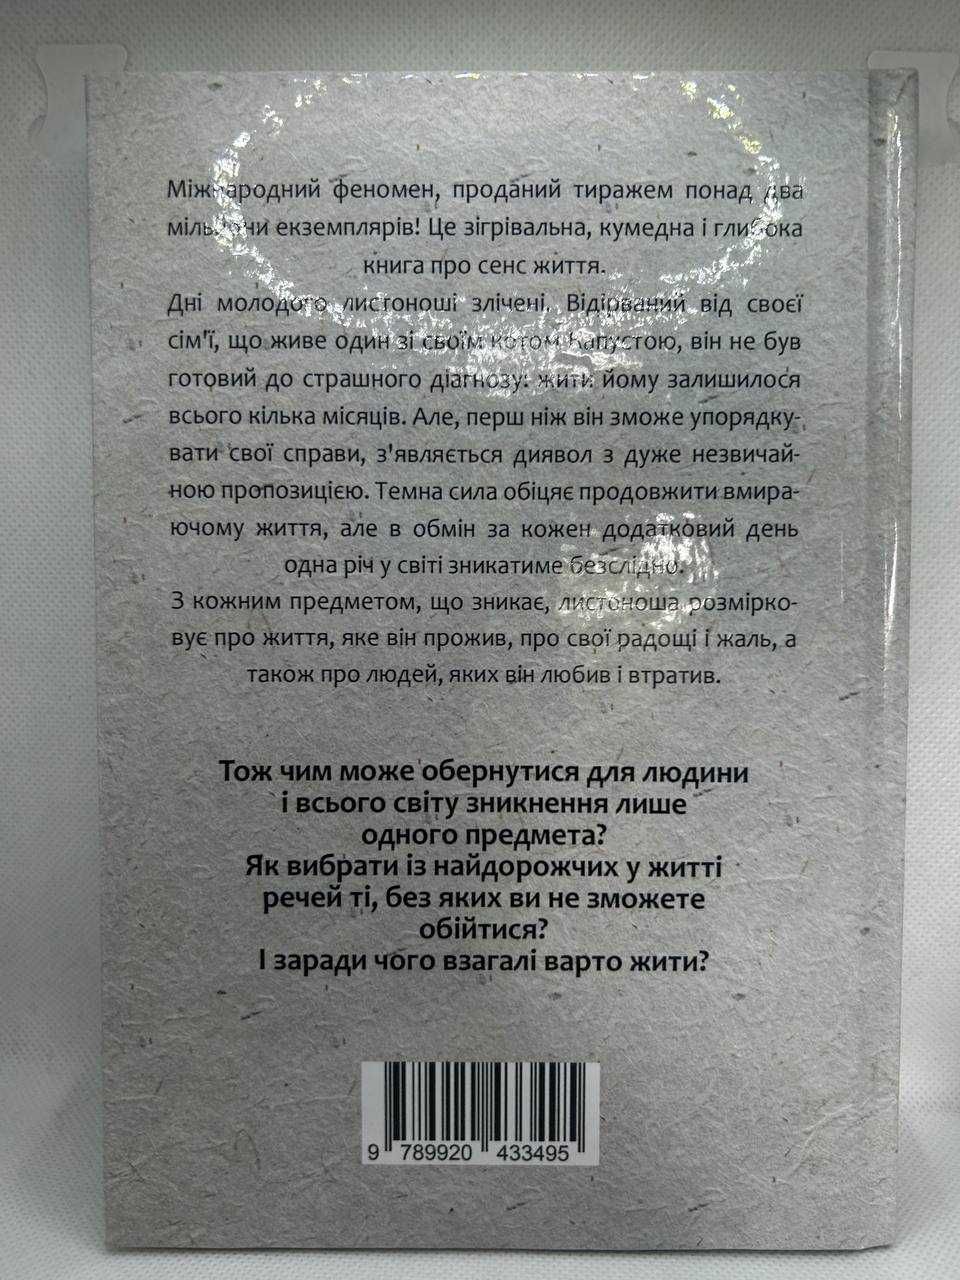 Міжнародний феномен, проданий тиражем понад два
мільйони екземплярів! Це зігрівальна, кумедна і глибока
книга про сенс життя.
Дні молодого листоноші злічені. Відірваний від своєї
сім'ї, що живе один зі своїм котом Капустою, він не був
готовий до страшного діагнозу: жити йому залишилося
всього кілька місяців. Але, перш ніж він зможе упорядку-
вати свої справи, з'являється диявол з дуже незвичай-
ною пропозицією. Темна сила обіцяє продовжити вмира-
ючому життя, але в обмін за кожен додатковий день
одна річ у світі зникатиме безслідно.
З кожним предметом, що зникає, листоноша розмірко-
вує про життя, яке він прожив, про свої радощі і жаль, а
також про людей, яких він любив і втратив.
Тож чим може обернутися для людини
і всього світу зникнення лише
одного предмета?
Як вибрати із найдорожчих у житті
речей ті, без яких ви не зможете
обійтися?
І заради чого взагалі варто жити?
9 789920 433495